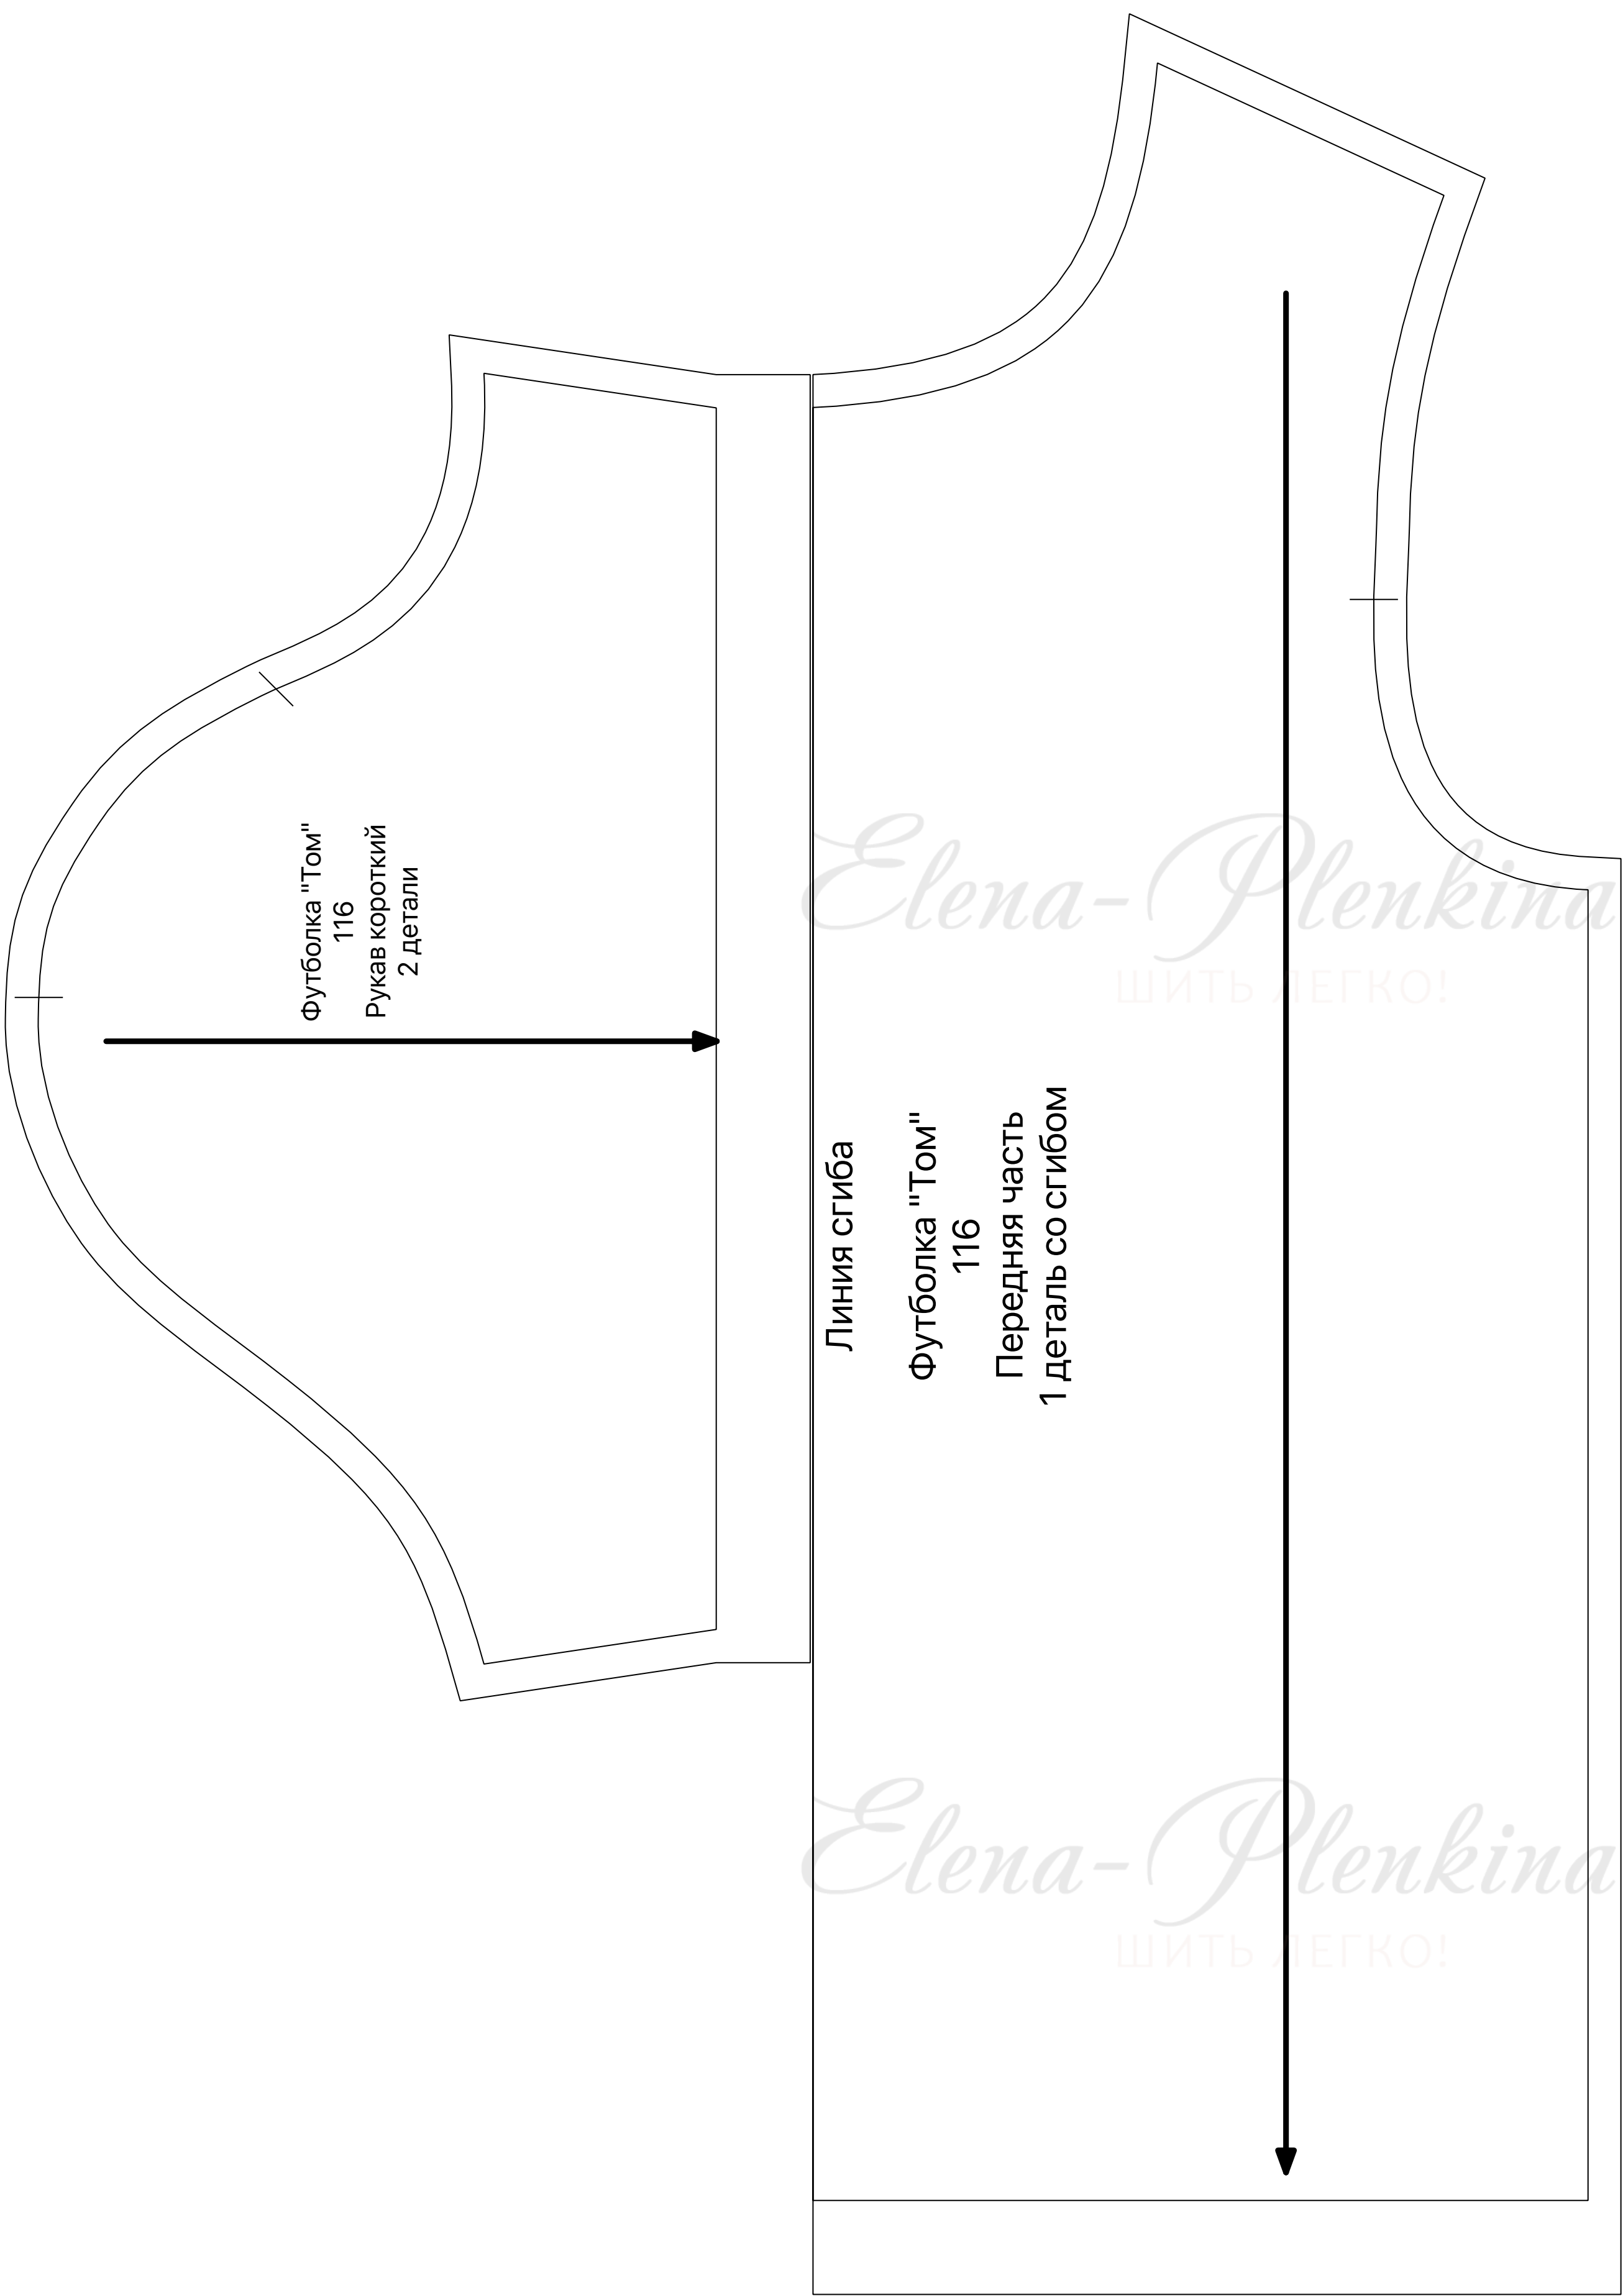 Футболка "Том"
116
Рукав короткий
2 детали
Линия сгиба
Футболка "Том"
116
Передняя часть
1 деталь со сгибом
Elena-Plenkina
ШИТЬ ЛЕГКО!
Elena-Plenkina
ШИТЬ ЛЕГКО!